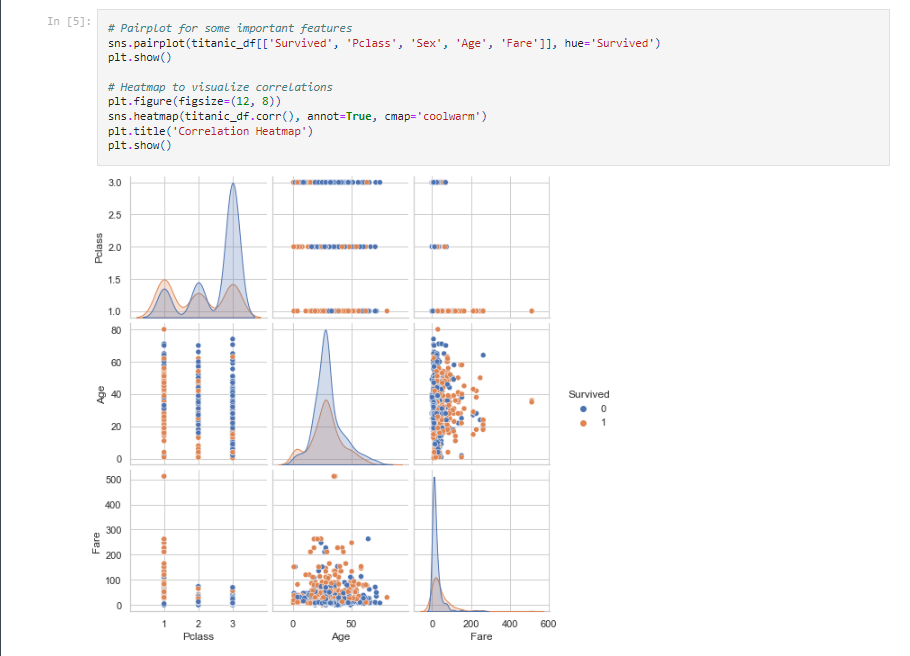 In [5]:
# Pairplot for some important features
sns.pairplot(titanic_df[['Survived', 'Pclass', 'Sex', 'Age', 'Fare']], hue='Survived')
plt.show()
# Heatmap to visualize correlations
plt.figure(figsize=(12, 8))
sns.heatmap(titanic_df.corr(), annot=True, cmap='coolwarm')
plt.title('Correlation Heatmap')
plt.show()
3.0
2.5
2.0
1.5
1.0
Pclass
80
60
40
20
0
Age
Survived
0
1
500
400
300
200
100
0
Fare
1 2 3
Pclass
0 50
Age
0 200 400 600
Fare